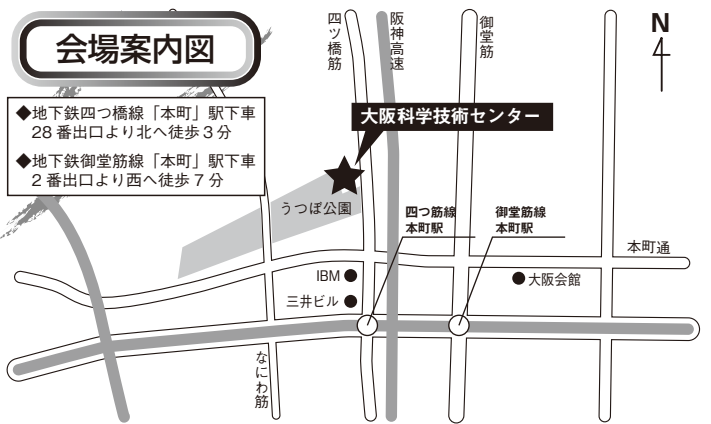 会場案内図
◆地下鉄四つ橋線「本町」駅下車
28番出口より北へ徒歩3分
◆地下鉄御堂筋線「本町」駅下車
2番出口より西へ徒歩7分
四ツ橋筋
阪神高速
御堂筋
N
大阪科学技術センター
うつぼ公園
四つ筋線
本町駅
御堂筋線
本町駅
本町通
IBM
大阪会館
三井ビル
なにわ筋